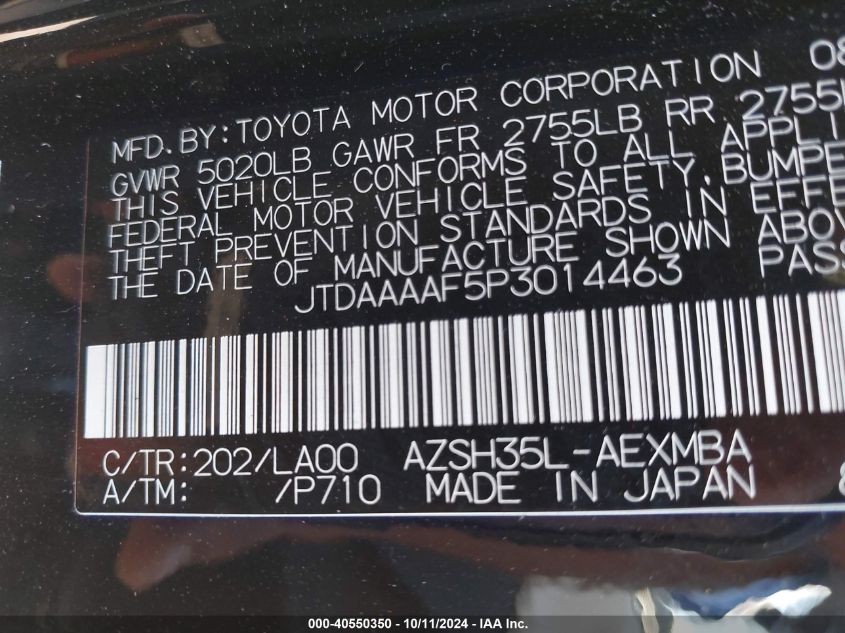 MFD.BY:TOYOTA MOTOR CORPORATION 08
GVWR 5020LB GAWR FR 2755LB RR 2755L
THIS VEHICLE CONFORMS TO ALL APPLI
FEDERAL MOTOR VEHICLE SAFETY,BUMPE
THEFT PREVENTION STANDARDS IN EFFE
THE DATE OF MANUFACTURE SHOWN ABOV
JTDAAAAF5P3014463 PASS
C/TR:202/LA00 AZSH35L-AEXMBA
A/TM: /P710 MADE IN JAPAN
000-40550350 - 10/11/2024 - IAA Inc.